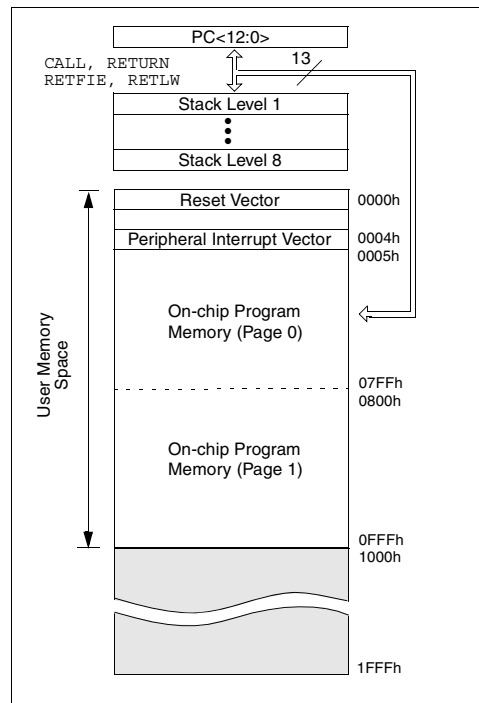 PC<12:0>
CALL, RETURN
RETFIE, RETLW
13
Stack Level 1
Stack Level 8
Reset Vector
0000h
Peripheral Interrupt Vector
0004h
0005h
User Memory
Space
On-chip Program
Memory (Page 0)
07FFh
0800h
On-chip Program
Memory (Page 1)
0FFFh
1000h
1FFFh